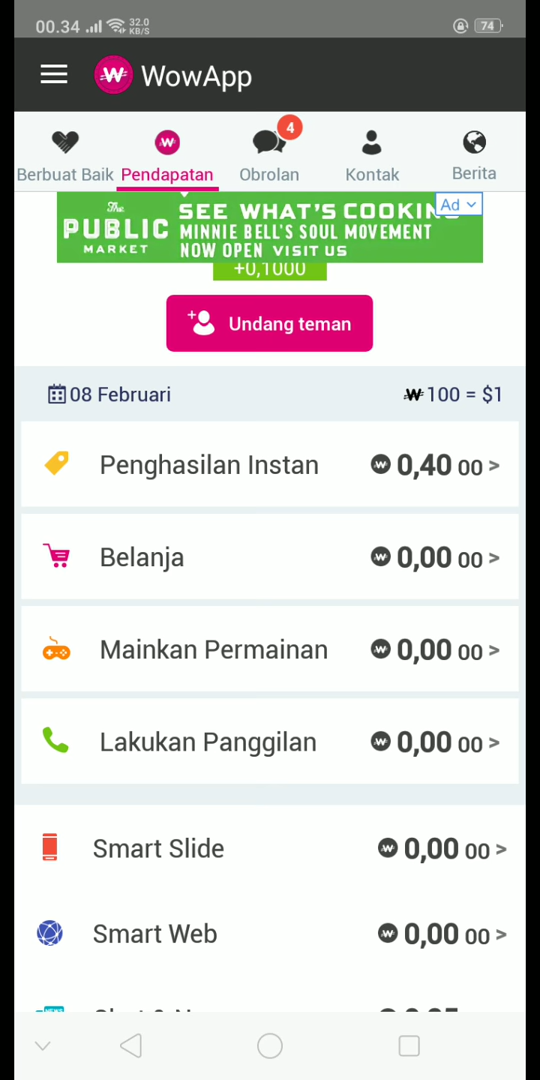 00.34 32.0 KB/S 74
WowApp
4
Berbuat Baik Pendapatan Obrolan Kontak Berita
The PUBLIC MARKET
SEE WHAT'S COOKING
MINNIE BELL'S SOUL MOVEMENT
NOW OPEN VISIT US
Ad
+0,1000
Undang teman
08 Februari 100 = $1
Penghasilan Instan 0,40 00 >
Belanja 0,00 00 >
Mainkan Permainan 0,00 00 >
Lakukan Panggilan 0,00 00 >
Smart Slide 0,00 00 >
Smart Web 0,00 00 >